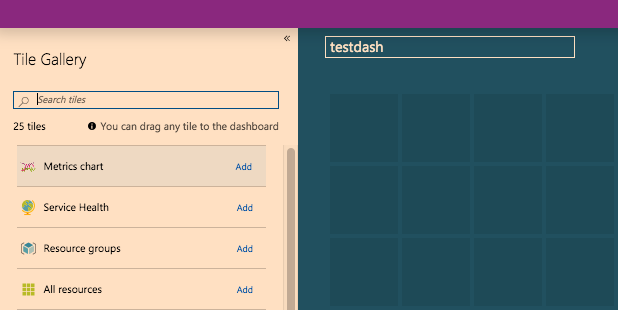 «
testdash
Tile Gallery
Search tiles
25 tiles
You can drag any tile to the dashboard
Metrics chart
Add
Service Health
Add
Resource groups
Add
All resources
Add